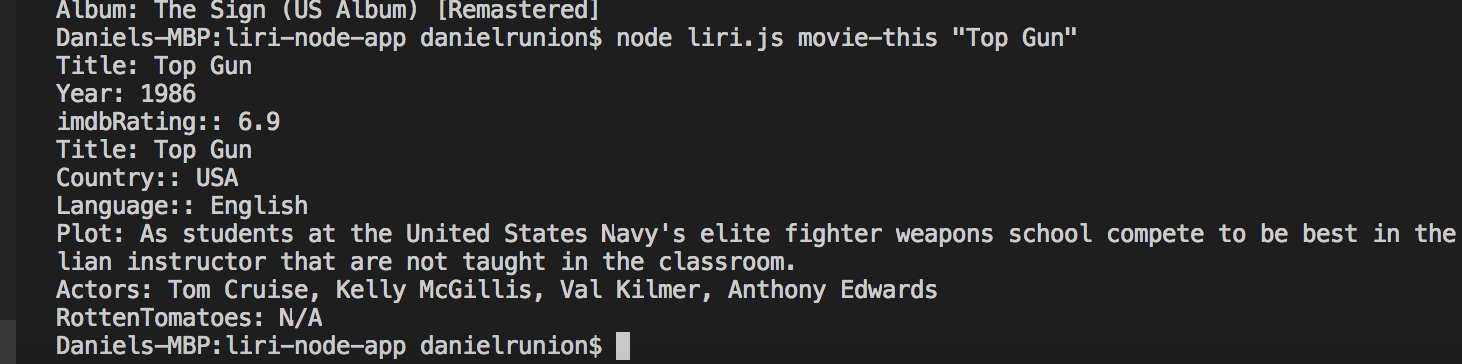 Album: The Sign (US Album) [Remastered]
Daniels-MBP:liri-node-app danielrunion$ node liri.js movie-this "Top Gun"
Title: Top Gun
Year: 1986
imdbRating:: 6.9
Title: Top Gun
Country:: USA
Language:: English
Plot: As students at the United States Navy's elite fighter weapons school compete to be best in the
lian instructor that are not taught in the classroom.
Actors: Tom Cruise, Kelly McGillis, Val Kilmer, Anthony Edwards
RottenTomatoes: N/A
Daniels-MBP:liri-node-app danielrunion$